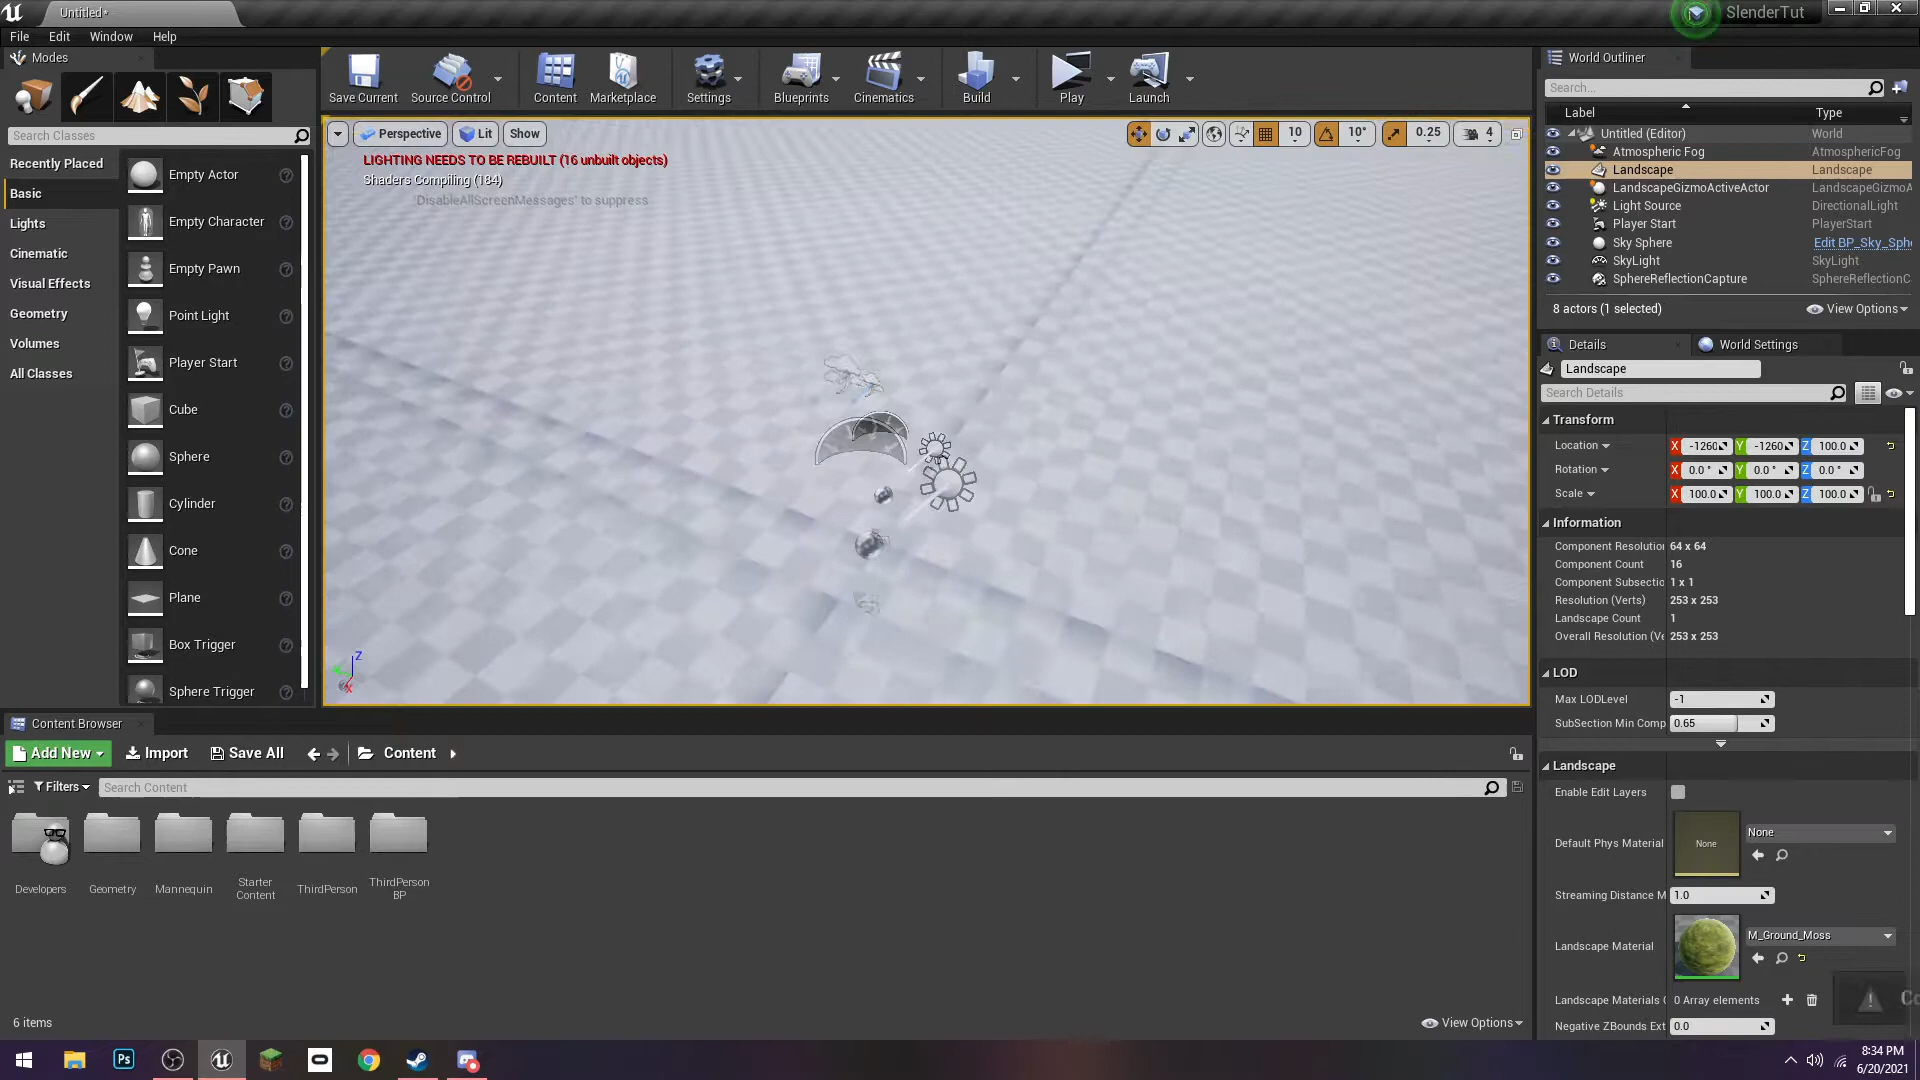 Untitled*
SlenderTut
File Edit Window Help
Modes
World Outliner
Save Current
Source Control
Content
Marketplace
Settings
Blueprints
Cinematics
Build
Play
Launch
Search...
Label
Type
Search Classes
Perspective
Lit
Show
10
10°
0.25
4
LIGHTING NEEDS TO BE REBUILT (16 unbuilt objects)
Shaders Compiling (184)
'DisableAllScreenMessages' to suppress
Recently Placed
Basic
Lights
Cinematic
Visual Effects
Geometry
Volumes
All Classes
Empty Actor
Empty Character
Empty Pawn
Point Light
Player Start
Cube
Sphere
Cylinder
Cone
Plane
Box Trigger
Sphere Trigger
Z
X
Untitled (Editor) World
Atmospheric Fog AtmosphericFog
Landscape Landscape
LandscapeGizmoActiveActor LandscapeGizmoA
Light Source DirectionalLight
Player Start PlayerStart
Sky Sphere Edit BP_Sky_Sphe
SkyLight SkyLight
SphereReflectionCapture SphereReflectionC
8 actors (1 selected)
View Options
Details
World Settings
Landscape
Search Details
Transform
Location X -1260 Y -1260 Z 100.0
Rotation X 0.0 ° Y 0.0 ° Z 0.0 °
Scale X 100.0 Y 100.0 Z 100.0
Information
Component Resolutio 64 x 64
Component Count 16
Component Subsectio 1 x 1
Resolution (Verts) 253 x 253
Landscape Count 1
Overall Resolution (Ve 253 x 253
LOD
Max LODLevel -1
SubSection Min Comp 0.65
Landscape
Enable Edit Layers
Default Phys Material None None
Streaming Distance M 1.0
Landscape Material M_Ground_Moss
Landscape Materials 0 Array elements
Negative ZBounds Ext 0.0
Content Browser
Add New Import Save All Content
Filters Search Content
Developers
Geometry
Mannequin
Starter
Content
ThirdPerson
ThirdPerson
BP
6 items
View Options
Ps
8:34 PM
6/20/2021